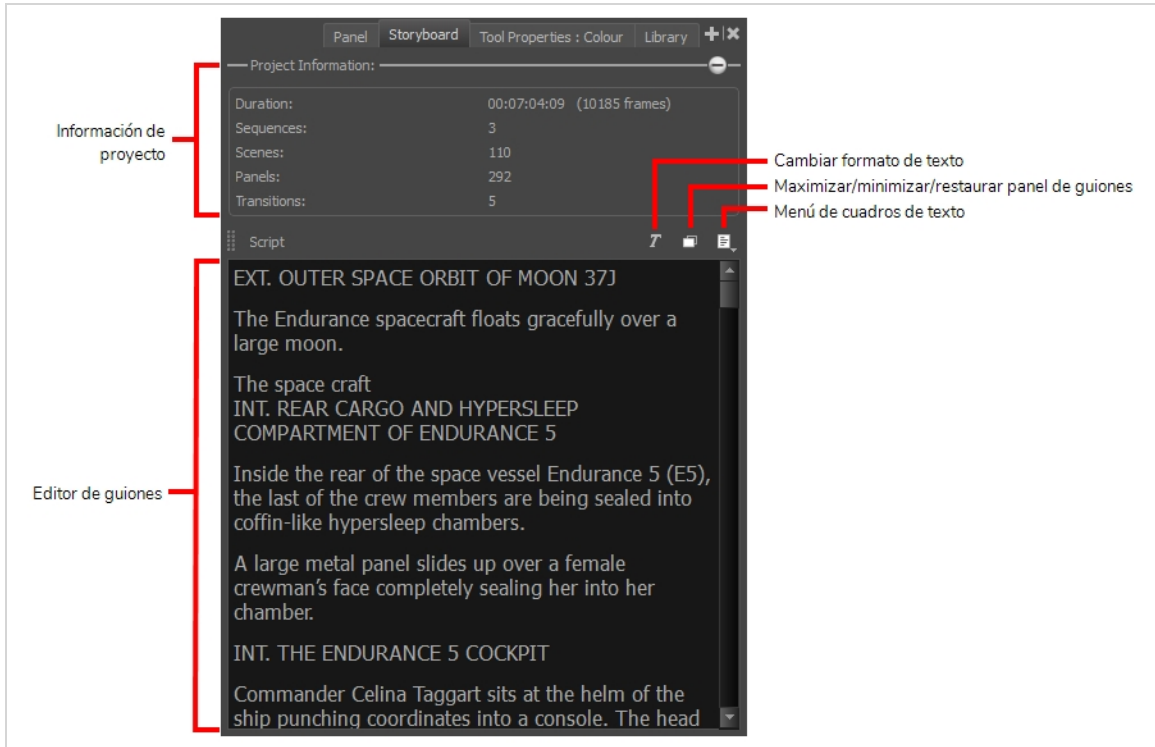 Panel Storyboard Tool Properties : Colour Library
Project Information:
Duration: 00:07:04:09 (10185 frames)
Sequences: 3
Scenes: 110
Panels: 292
Transitions: 5
Información de
proyecto
Cambiar formato de texto
Maximizar/minimizar/restaurar panel de guiones
Menú de cuadros de texto
Script
EXT. OUTER SPACE ORBIT OF MOON 37J
The Endurance spacecraft floats gracefully over a
large moon.
The space craft
INT. REAR CARGO AND HYPERSLEEP
COMPARTMENT OF ENDURANCE 5
Inside the rear of the space vessel Endurance 5 (E5),
the last of the crew members are being sealed into
coffin-like hypersleep chambers.
A large metal panel slides up over a female
crewman's face completely sealing her into her
chamber.
INT. THE ENDURANCE 5 COCKPIT
Commander Celina Taggart sits at the helm of the
ship punching coordinates into a console. The head
Editor de guiones